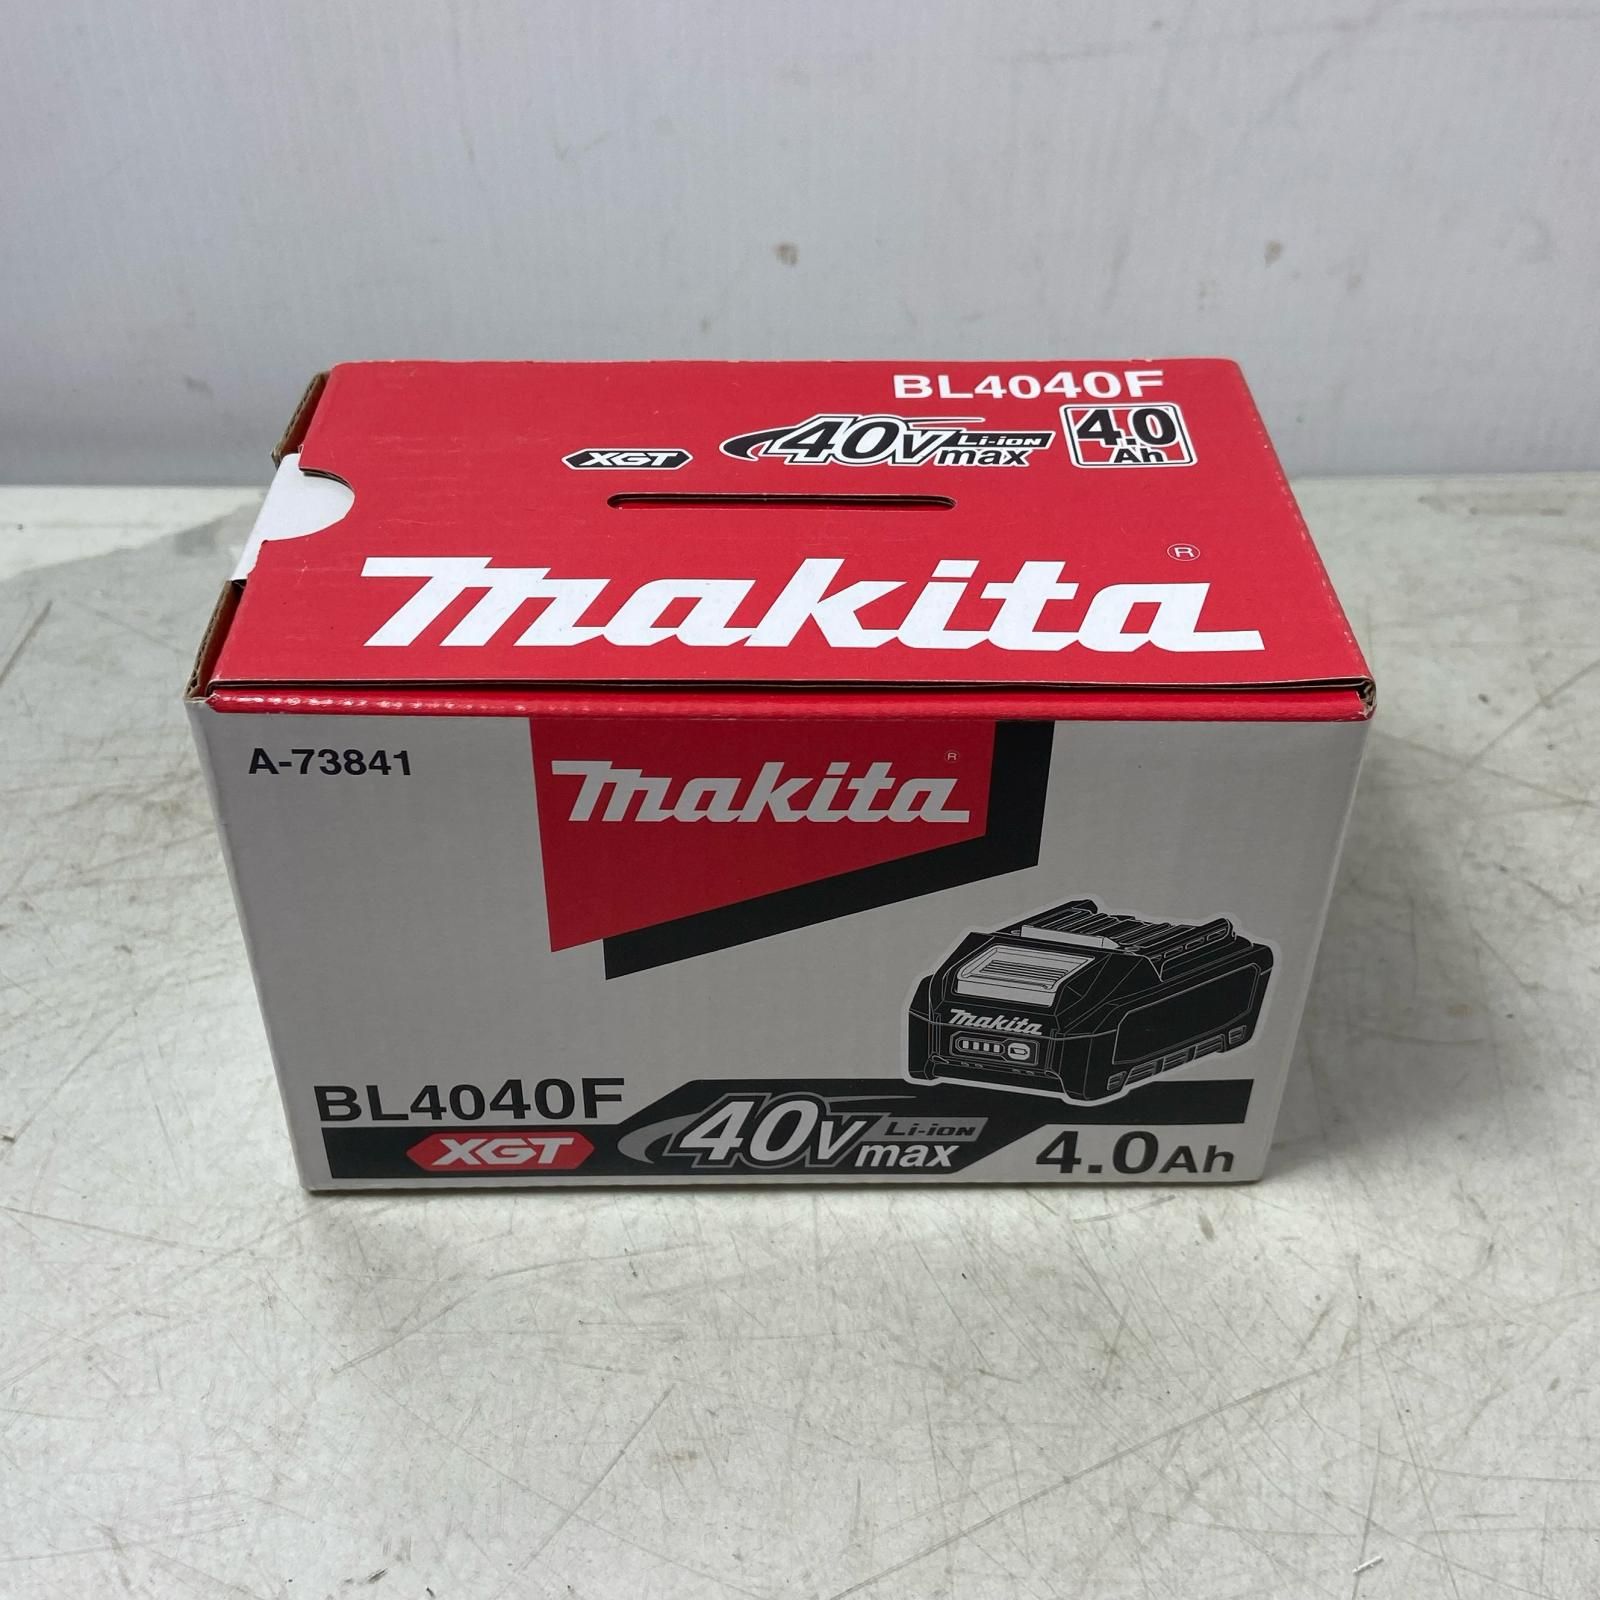 BL4040F
XGT 40V Li-ion max 4.0 Ah
makita®
A-73841
makita®
makita
BL4040F
XGT 40V Li-ion max 4.0Ah